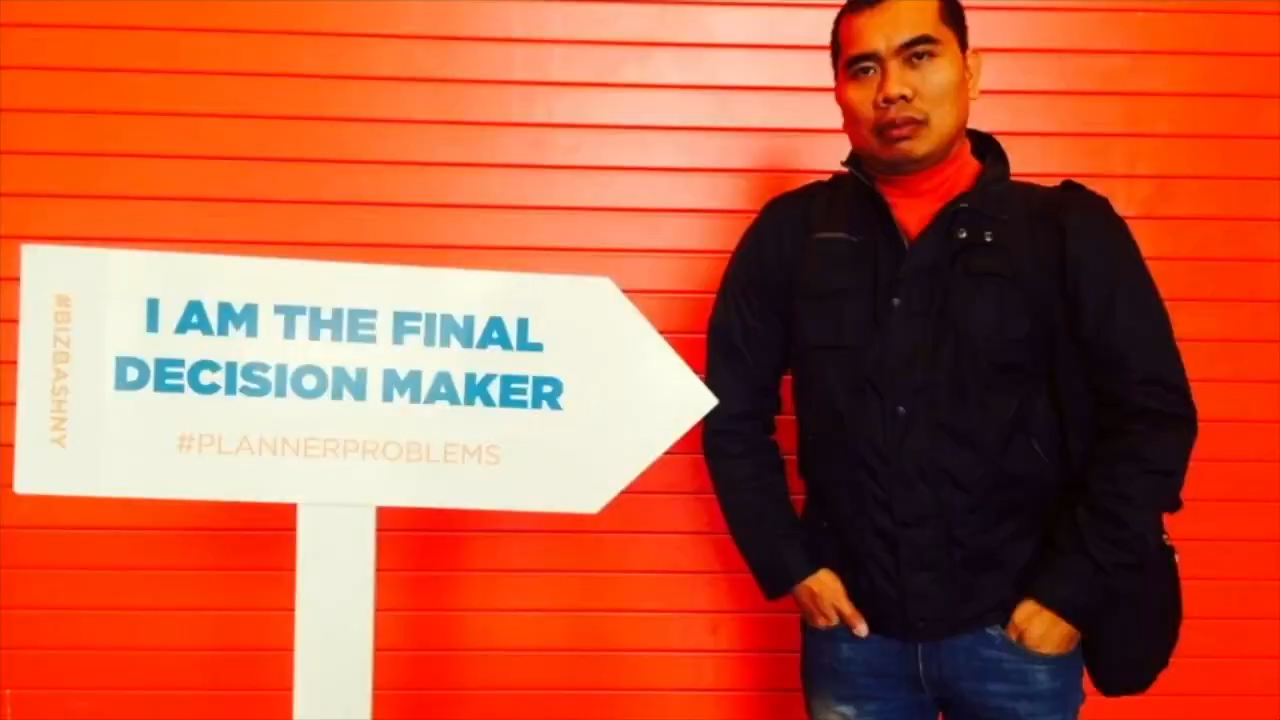 #BIZBASHNY
I AM THE FINAL
DECISION MAKER
#PLANNERPROBLEMS